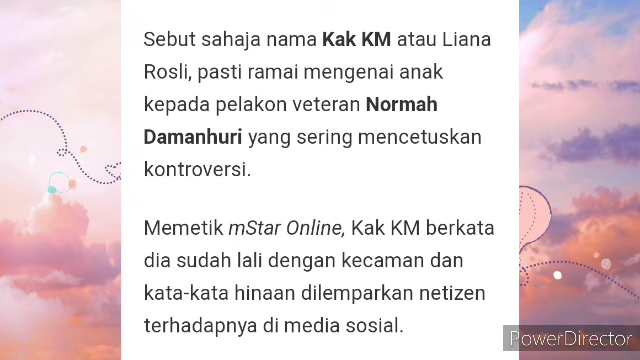 Sebut sahaja nama Kak KM atau Liana
Rosli, pasti ramai mengenai anak
kepada pelakon veteran Normah
Damanhuri yang sering mencetuskan
kontroversi.
Memetik mStar Online, Kak KM berkata
dia sudah lali dengan kecaman dan
kata-kata hinaan dilemparkan netizen
terhadapnya di media sosial.
PowerDirector